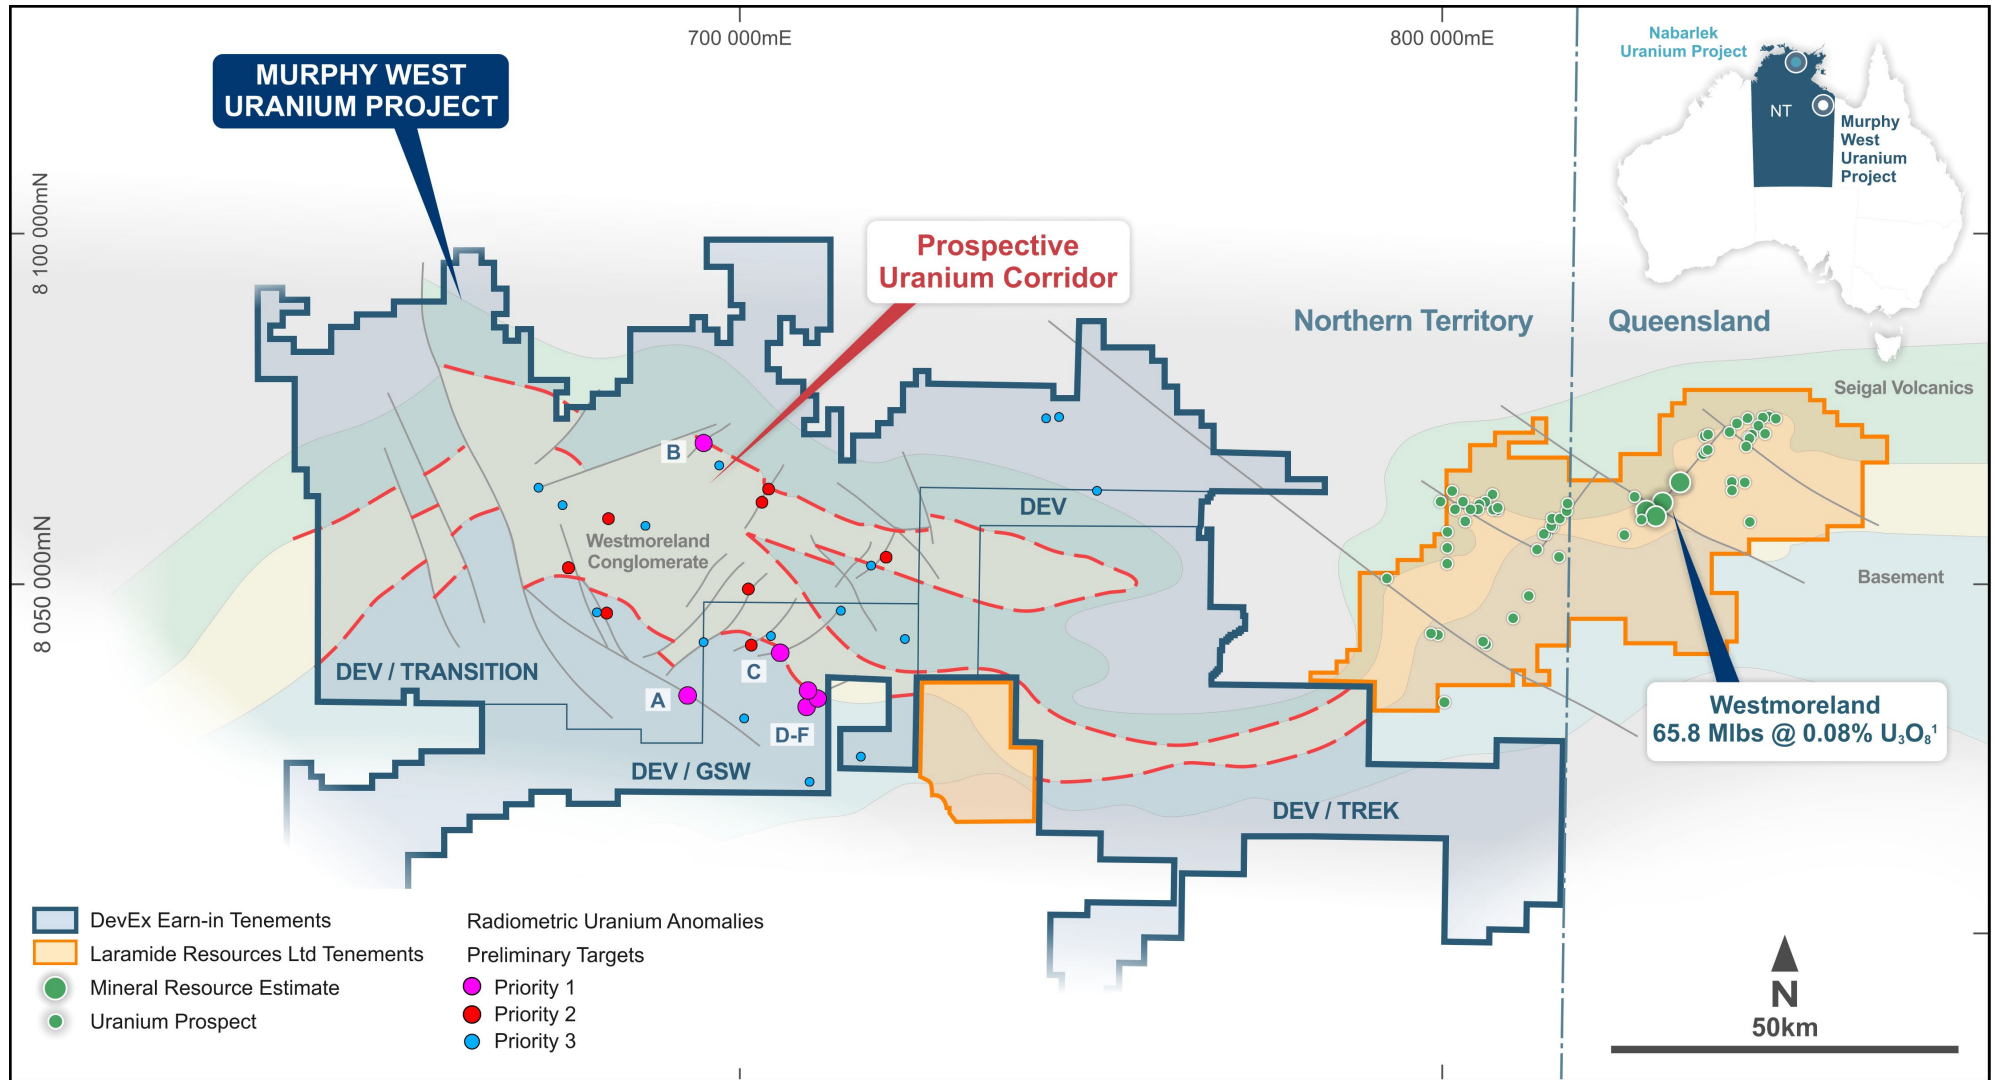 700 000mE
800 000mE
8 100 000mN
8 050 000mN
MURPHY WEST
URANIUM PROJECT
Prospective
Uranium Corridor
Nabarlek
Uranium Project
NT
Murphy
West
Uranium
Project
Northern Territory
Queensland
Seigal Volcanics
Basement
Westmoreland
Conglomerate
B
DEV
DEV / TRANSITION
C
A
D-F
DEV / GSW
DEV / TREK
Westmoreland
65.8 Mlbs @ 0.08% U₃O₈¹
DevEx Earn-in Tenements
Laramide Resources Ltd Tenements
Mineral Resource Estimate
Uranium Prospect
Radiometric Uranium Anomalies
Preliminary Targets
Priority 1
Priority 2
Priority 3
N
50km